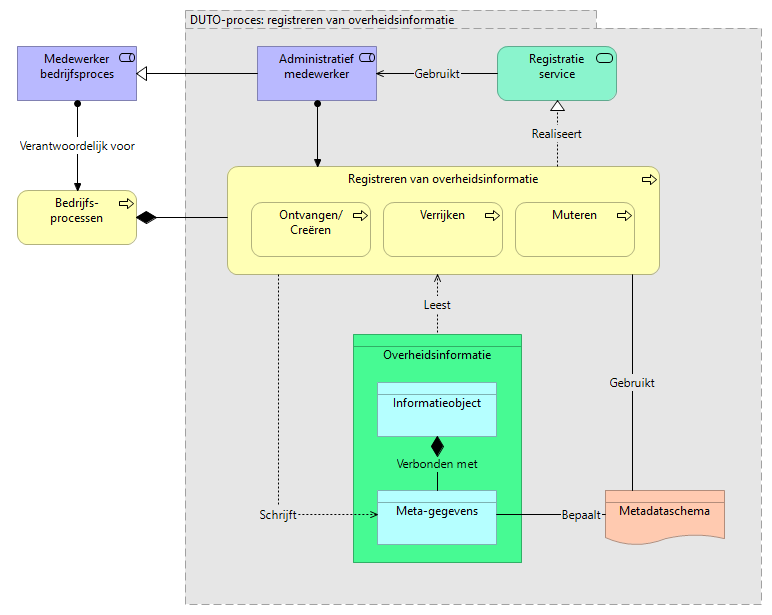 DUTO-proces: registreren van overheidsinformatie
Medewerker
bedrijfsproces
Administratief
medewerker
Registratie
service
Gebruikt
Realiseert
Verantwoordelijk voor
Bedrijfs-
processen
Registreren van overheidsinformatie
Ontvangen/
Creëren
Verrijken
Muteren
Leest
Overheidsinformatie
Informatieobject
Gebruikt
Verbonden met
Schrijft
Meta-gegevens
Bepaalt
Metadataschema